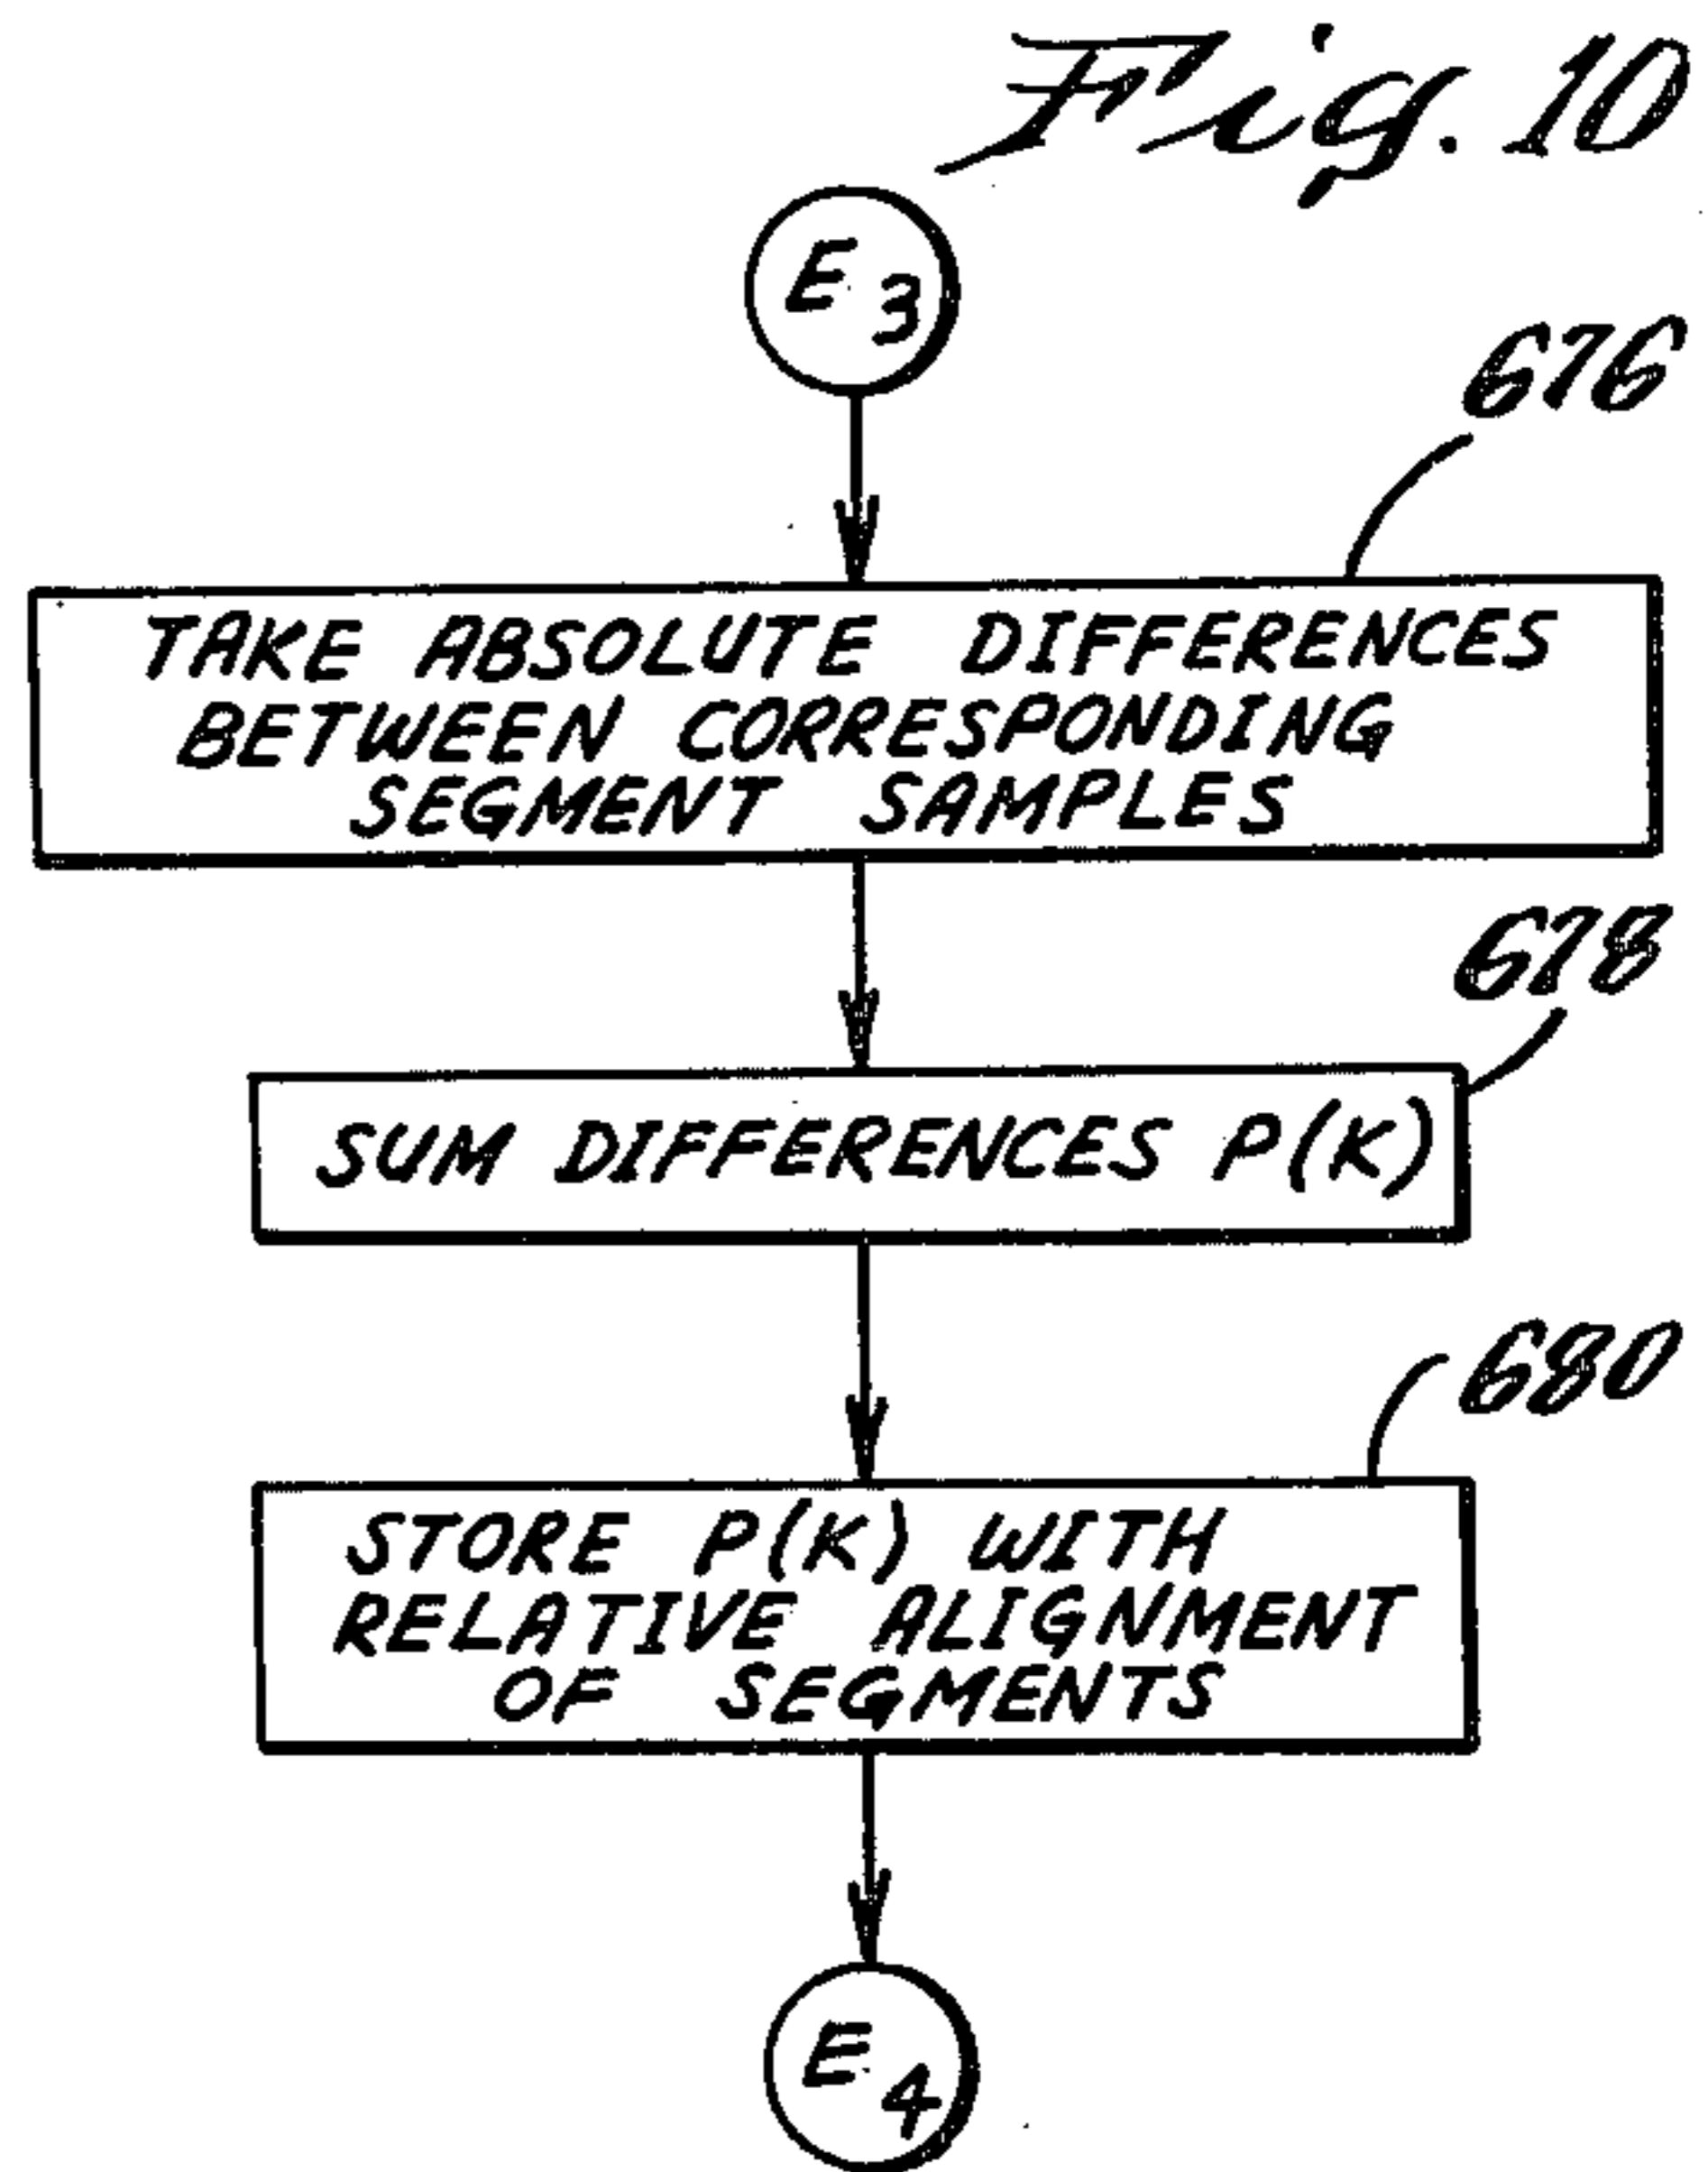 Fig. 10
E3
676
TAKE ABSOLUTE DIFFERENCES
BETWEEN CORRESPONDING
SEGMENT SAMPLES
678
SUM DIFFERENCES P(K)
680
STORE P(K) WITH
RELATIVE ALIGNMENT
OF SEGMENTS
E4